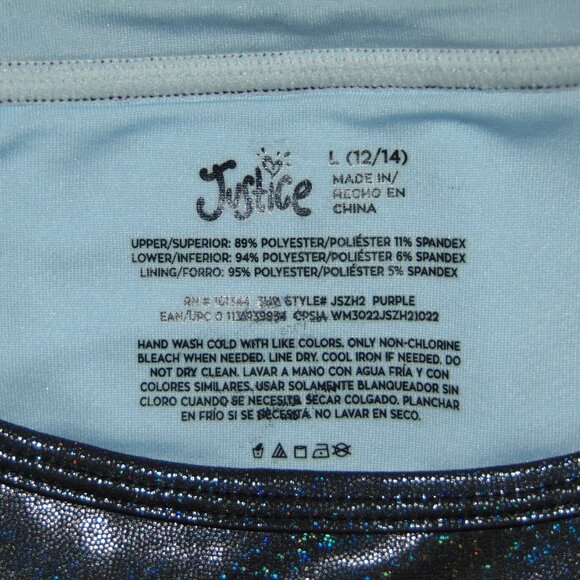 Justice
L (12/14)
MADE IN/
HECHO EN
CHINA
UPPER/SUPERIOR: 89% POLYESTER/POLIÉSTER 11% SPANDEX
LOWER/INFERIOR: 94% POLYESTER/POLIÉSTER 6% SPANDEX
LINING/FORRO: 95% POLYESTER/POLIÉSTER 5% SPANDEX
RN # 161344 STYLE# JSZH2 PURPLE
EAN/UPC 0 CPSIA WM3022JSZH21022
HAND WASH COLD WITH LIKE COLORS. ONLY NON-CHLORINE
BLEACH WHEN NEEDED. LINE DRY. COOL IRON IF NEEDED. DO
NOT DRY CLEAN. LAVAR A MANO CON AGUA FRÍA Y CON
COLORES SIMILARES. USAR SOLAMENTE BLANQUEADOR SIN
CLORO CUANDO SE NECESITE. SECAR COLGADO. PLANCHAR
EN FRÍO SI SE NECESITA. NO LAVAR EN SECO.